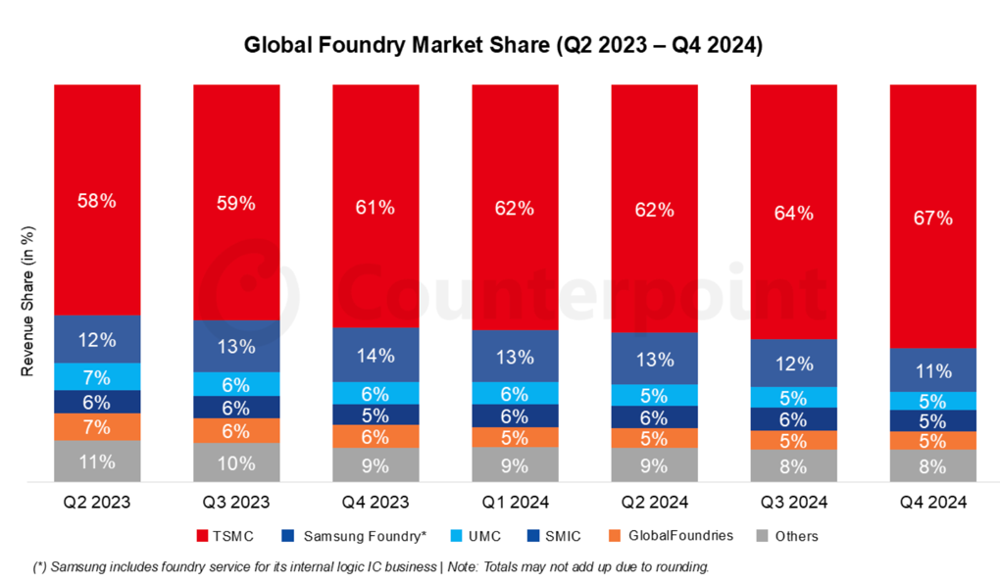 Global Foundry Market Share (Q2 2023 – Q4 2024)
Revenue Share (in %)
Counterpoint
58% 59% 61% 62% 62% 64% 67%
12% 13% 14% 13% 13% 12% 11%
7% 6% 6% 6% 5% 5% 5%
6% 6% 5% 6% 6% 6% 5%
7% 6% 6% 5% 5% 5% 5%
11% 10% 9% 9% 9% 8% 8%
Q2 2023 Q3 2023 Q4 2023 Q1 2024 Q2 2024 Q3 2024 Q4 2024
TSMC Samsung Foundry* UMC SMIC GlobalFoundries Others
(*) Samsung includes foundry service for its internal logic IC business | Note: Totals may not add up due to rounding.